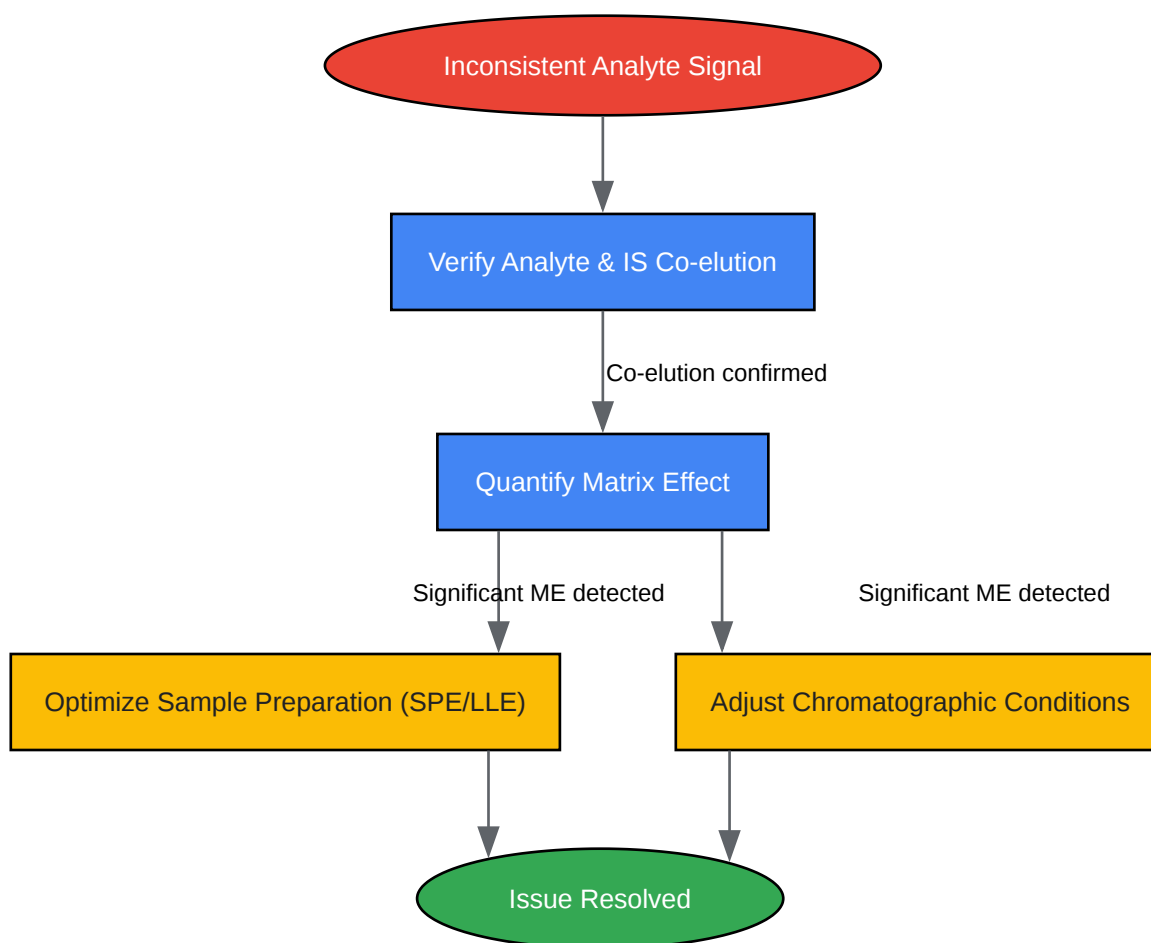 Inconsistent Analyte Signal
Verify Analyte & IS Co-elution
Co-elution confirmed
Quantify Matrix Effect
Significant ME detected
Significant ME detected
Optimize Sample Preparation (SPE/LLE)
Adjust Chromatographic Conditions
Issue Resolved